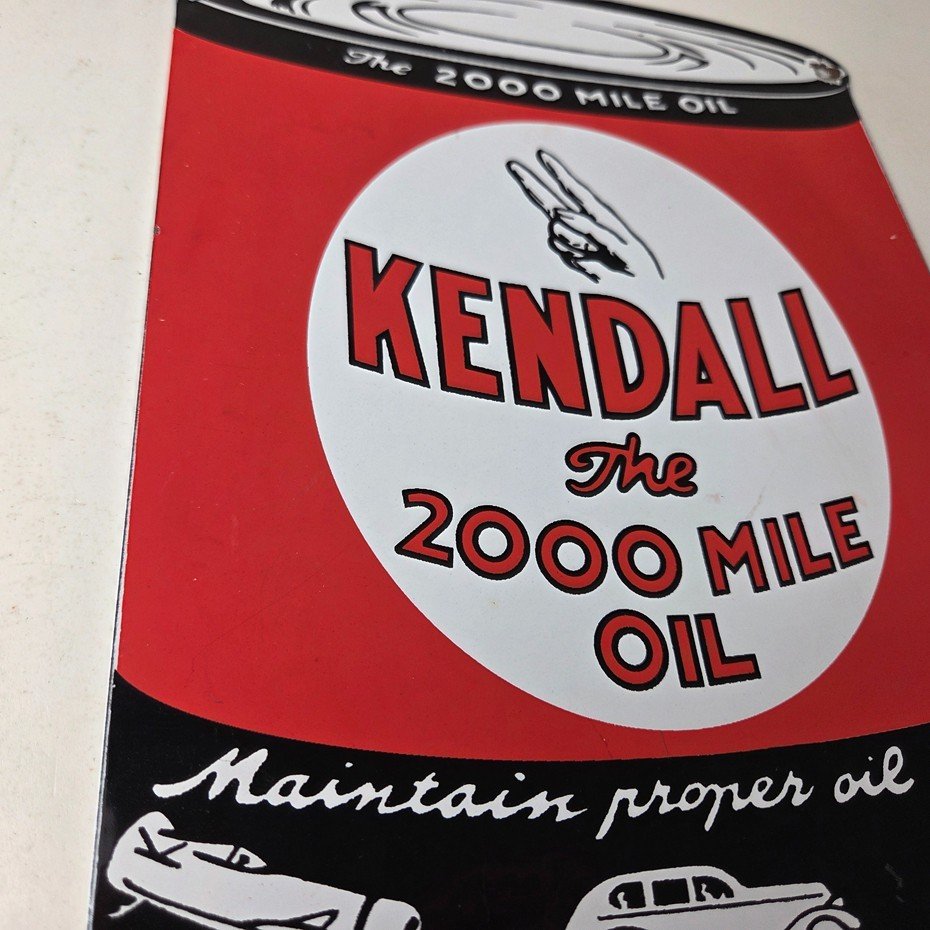 The 2000 MILE OIL
KENDALL
The
2000 MILE
OIL
Maintain proper oil
K